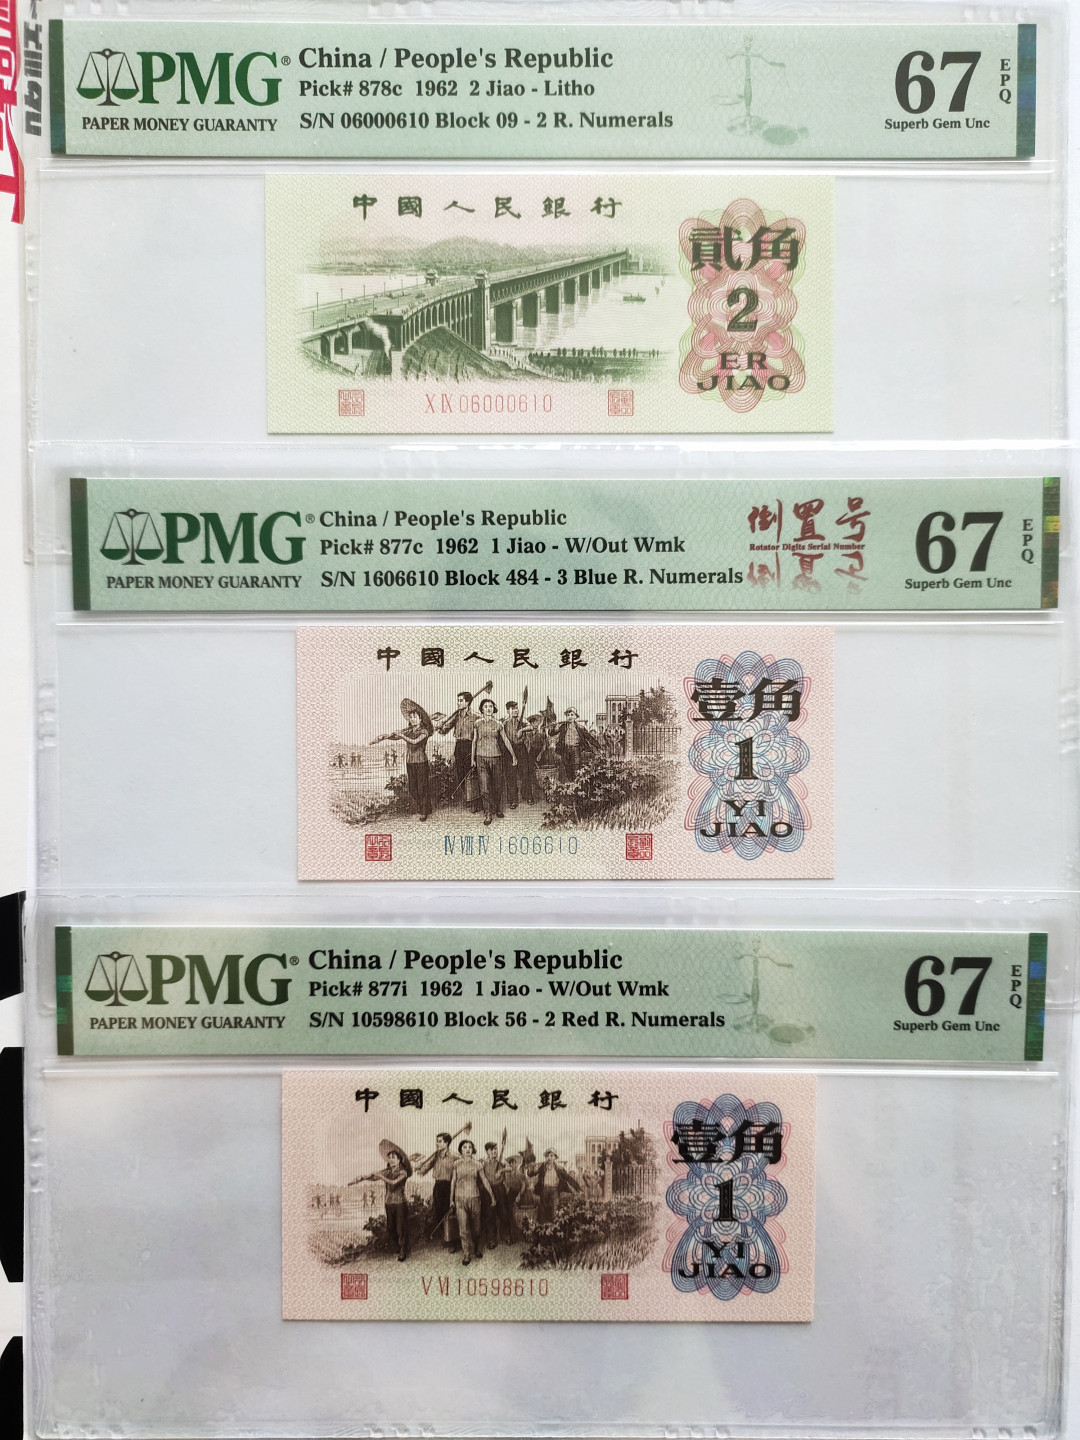 PMG®
PAPER MONEY GUARANTY
China / People's Republic
Pick# 878c 1962 2 Jiao - Litho
S/N 06000610 Block 09 - 2 R. Numerals
67
EPQ
Superb Gem Unc
中國人民銀行
貳角
2
ER
JIAO
X IX 06000610
PMG®
PAPER MONEY GUARANTY
China / People's Republic
Pick# 877c 1962 1 Jiao - W/Out Wmk
S/N 1606610 Block 484 - 3 Blue R. Numerals
倒置号
Rotator Digits Serial Number
67
EPQ
Superb Gem Unc
中國人民銀行
壹角
1
YI
JIAO
IV VIII IV 1606610
PMG®
PAPER MONEY GUARANTY
China / People's Republic
Pick# 877i 1962 1 Jiao - W/Out Wmk
S/N 10598610 Block 56 - 2 Red R. Numerals
67
EPQ
Superb Gem Unc
中國人民銀行
壹角
1
YI
JIAO
V VI 10598610